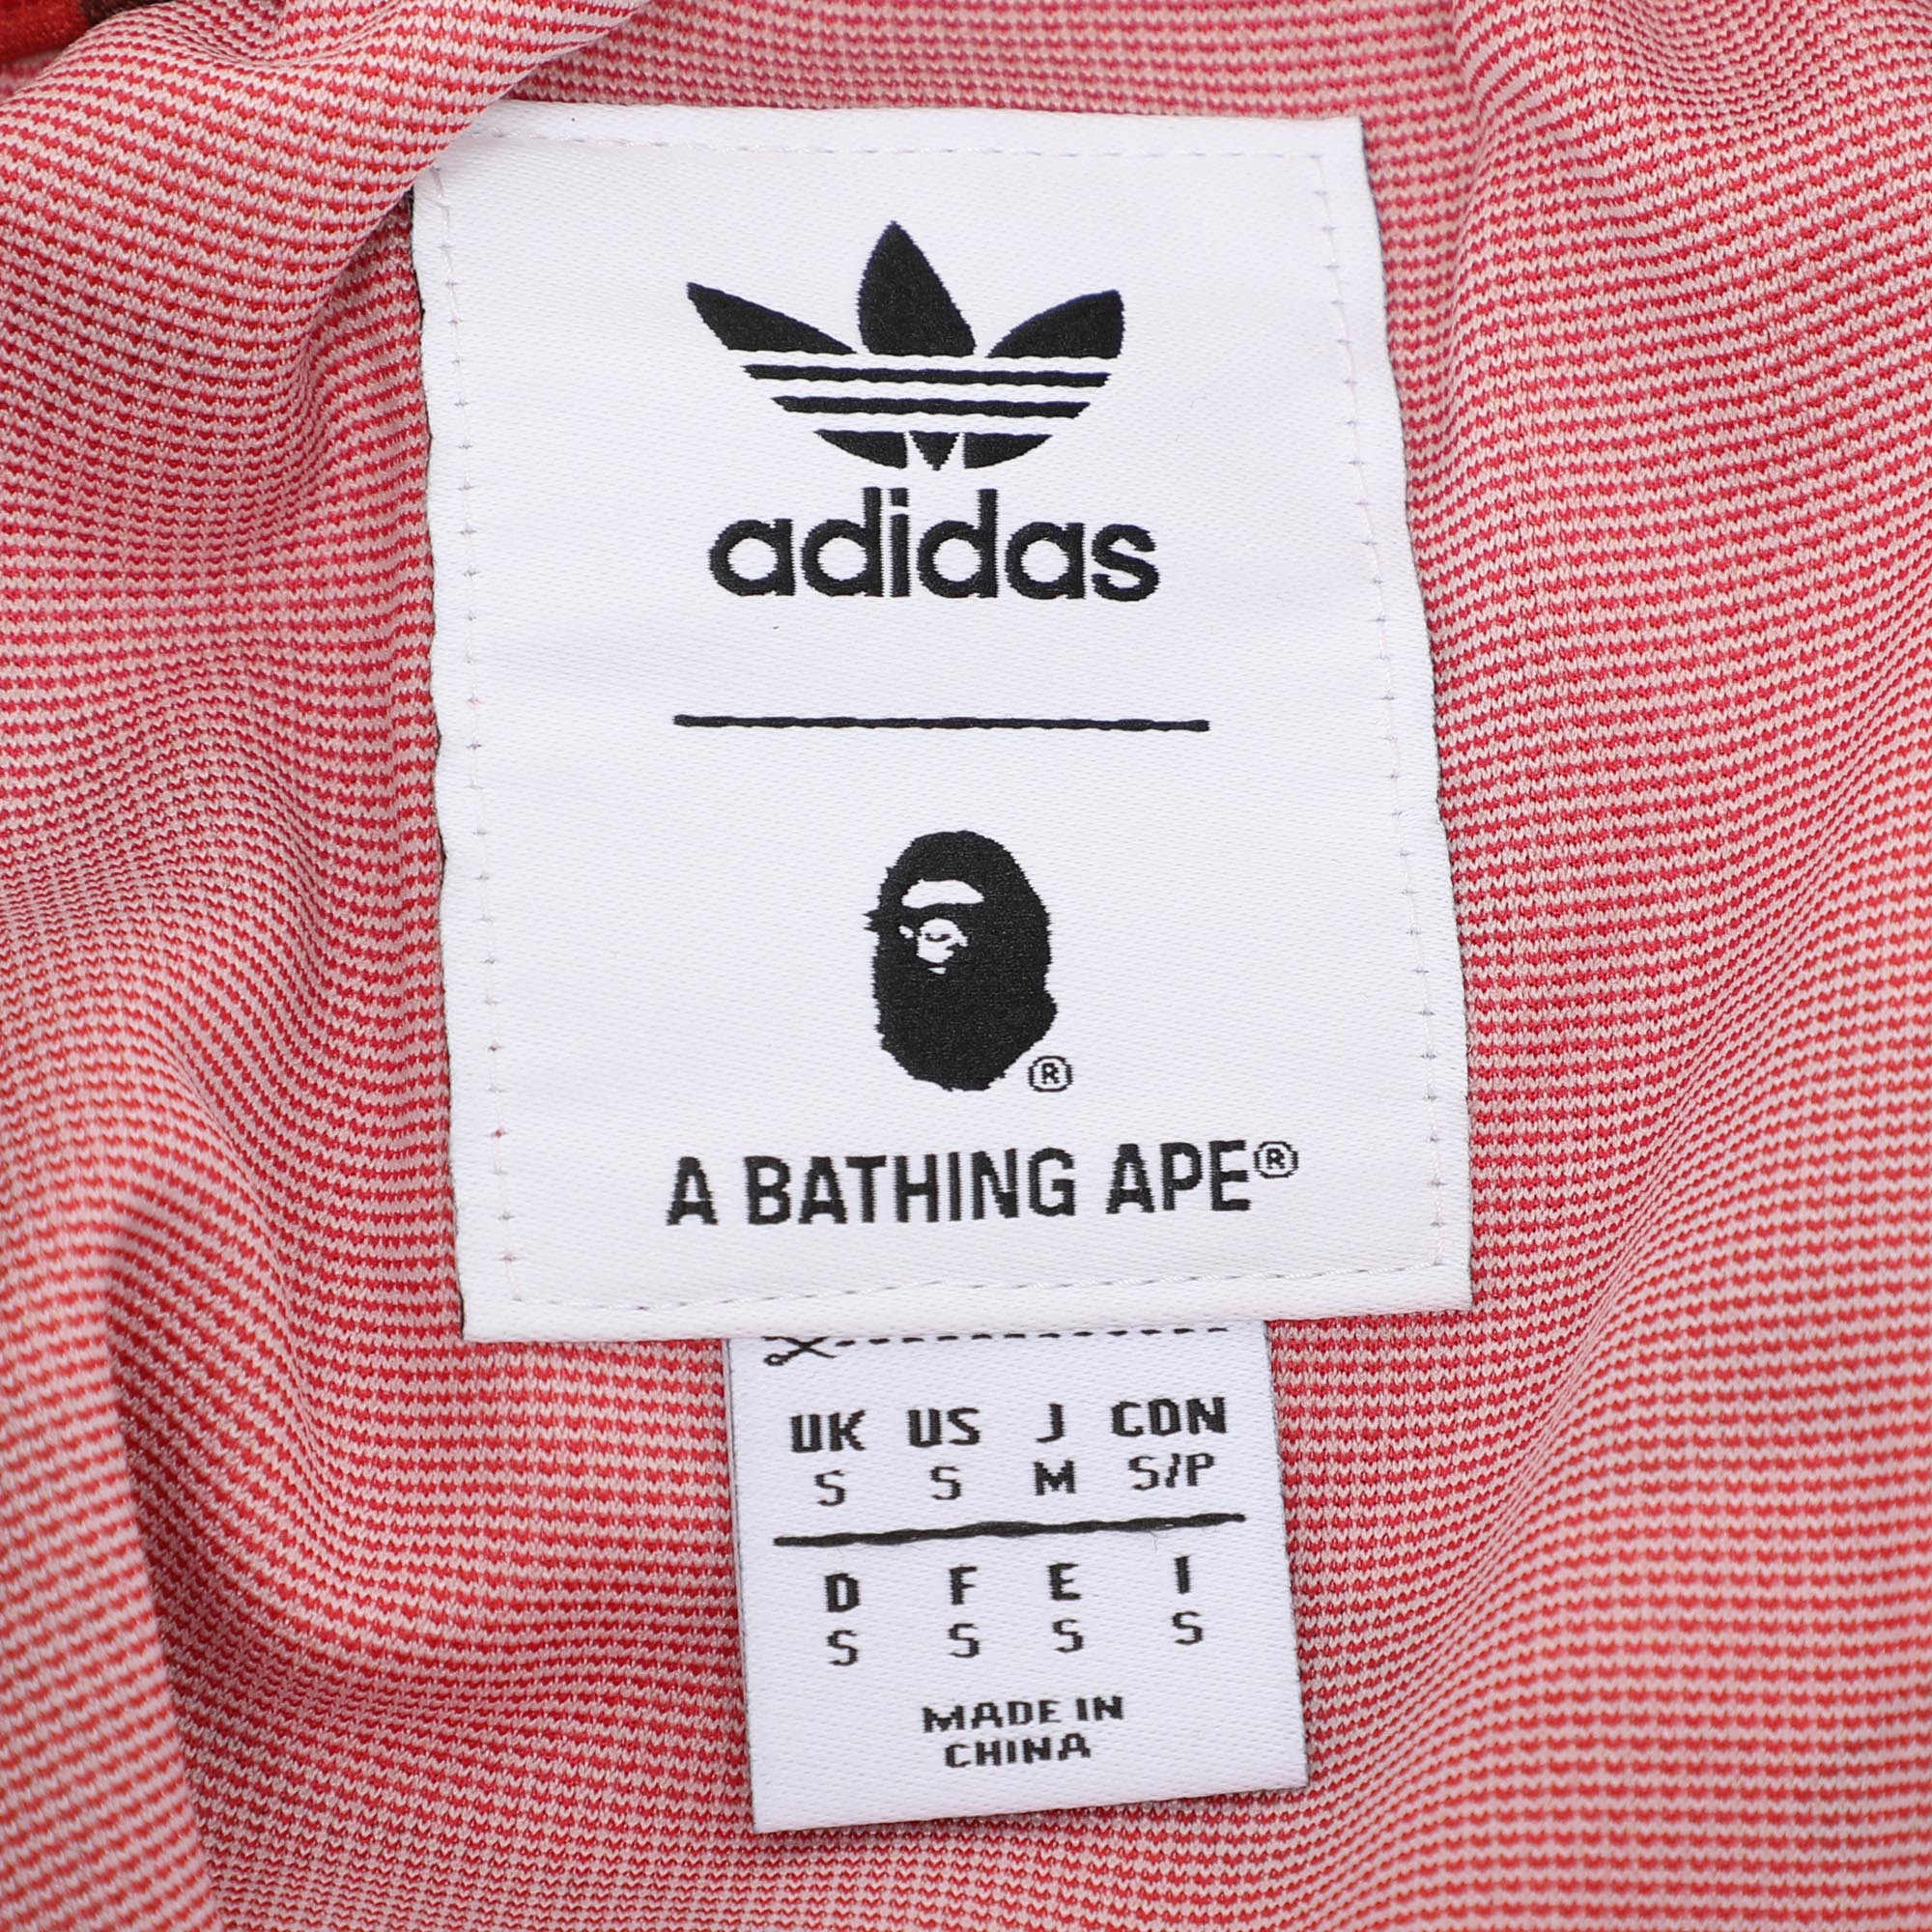 adidas
®
A BATHING APE®
UK US J CDN
S S M S/P
D F E I
S S S S
MADE IN
CHINA